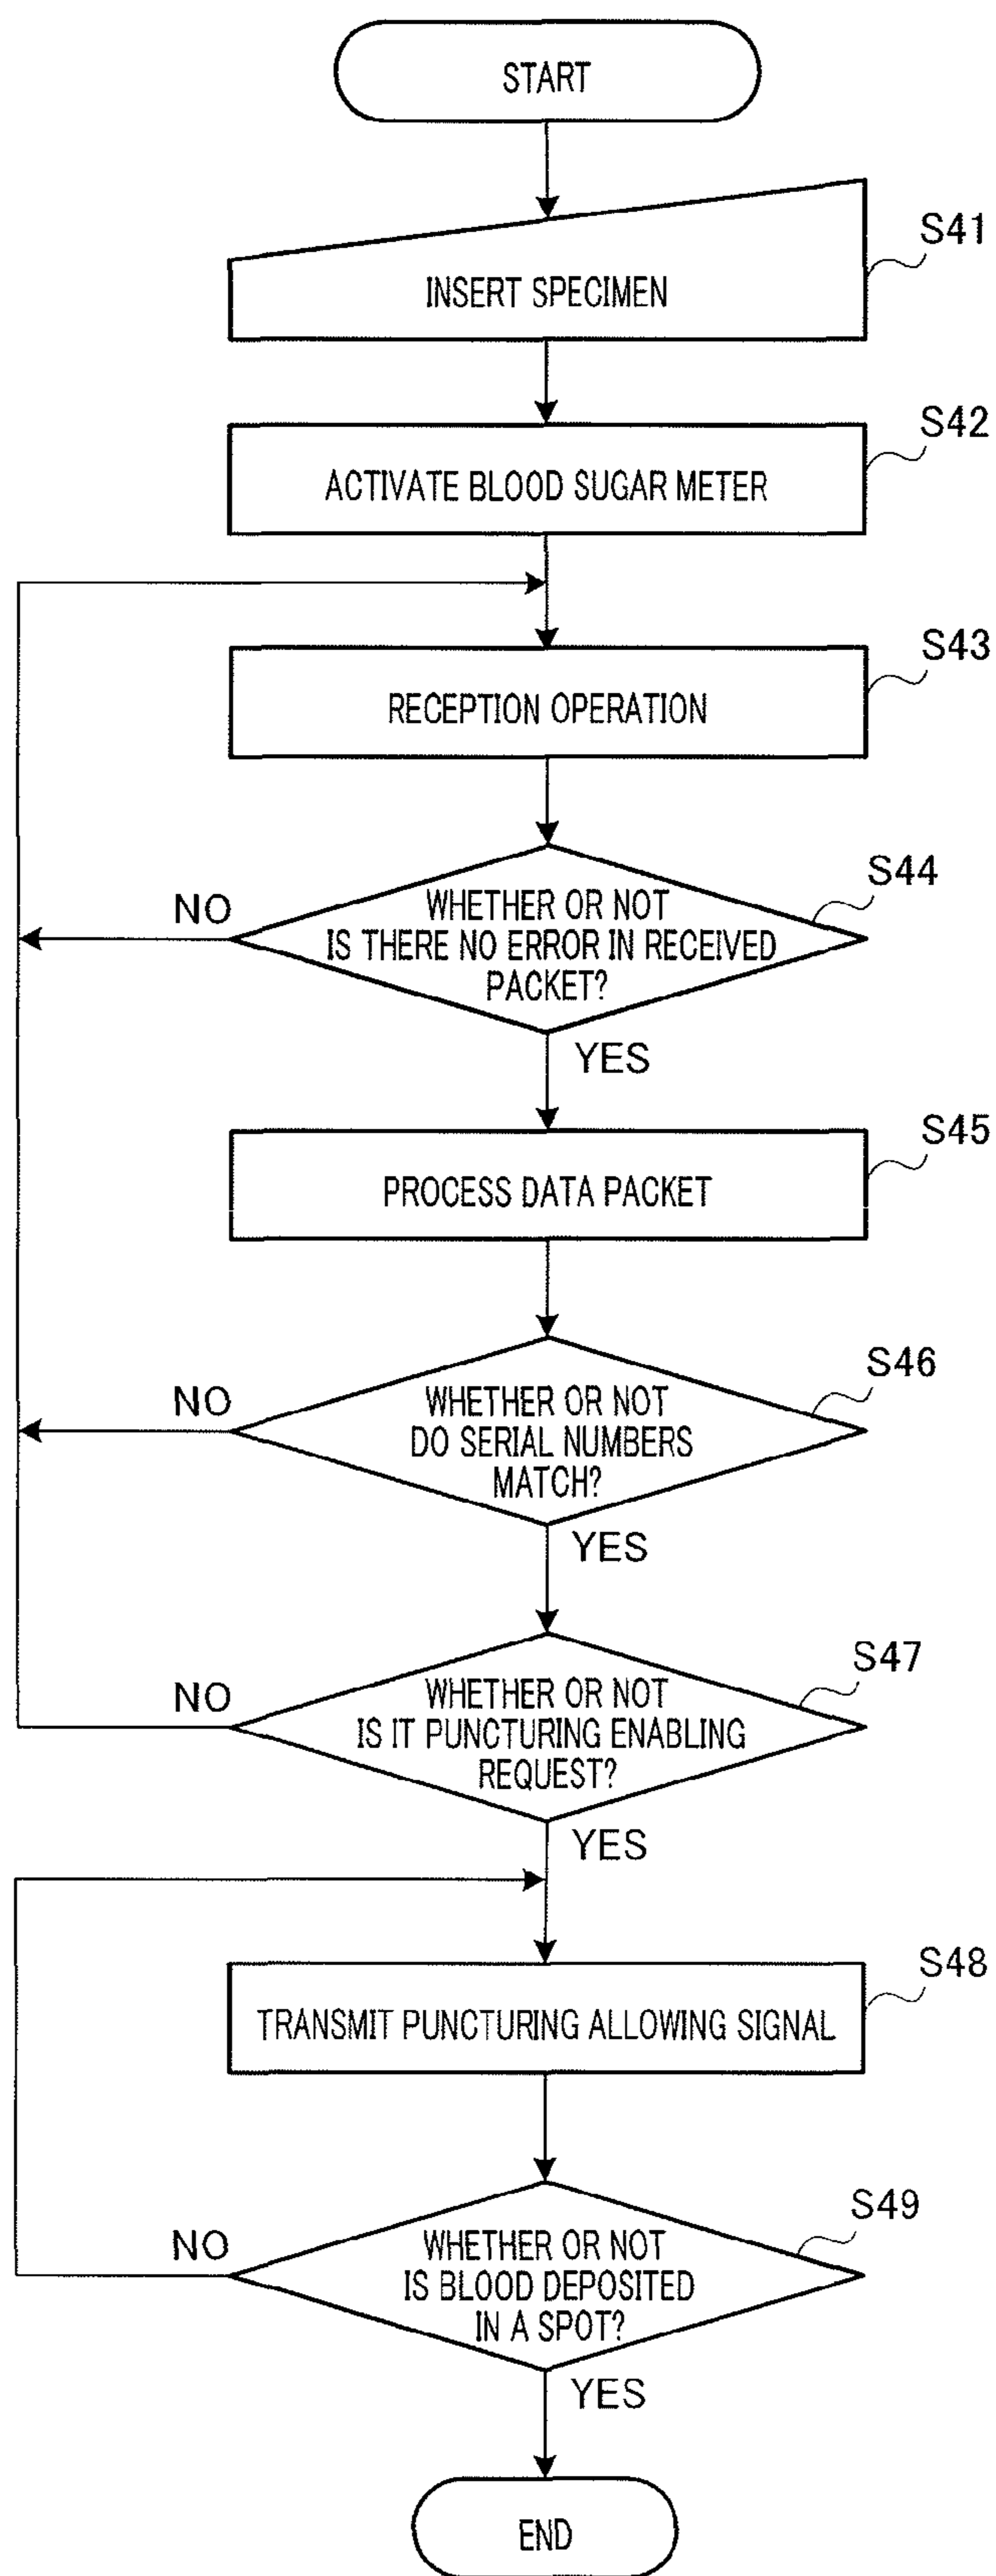 START
S41
INSERT SPECIMEN
S42
ACTIVATE BLOOD SUGAR METER
S43
RECEPTION OPERATION
S44
NO
WHETHER OR NOT
IS THERE NO ERROR IN RECEIVED
PACKET?
YES
S45
PROCESS DATA PACKET
S46
NO
WHETHER OR NOT
DO SERIAL NUMBERS
MATCH?
YES
S47
NO
WHETHER OR NOT
IS IT PUNCTURING ENABLING
REQUEST?
YES
S48
TRANSMIT PUNCTURING ALLOWING SIGNAL
S49
NO
WHETHER OR NOT
IS BLOOD DEPOSITED
IN A SPOT?
YES
END